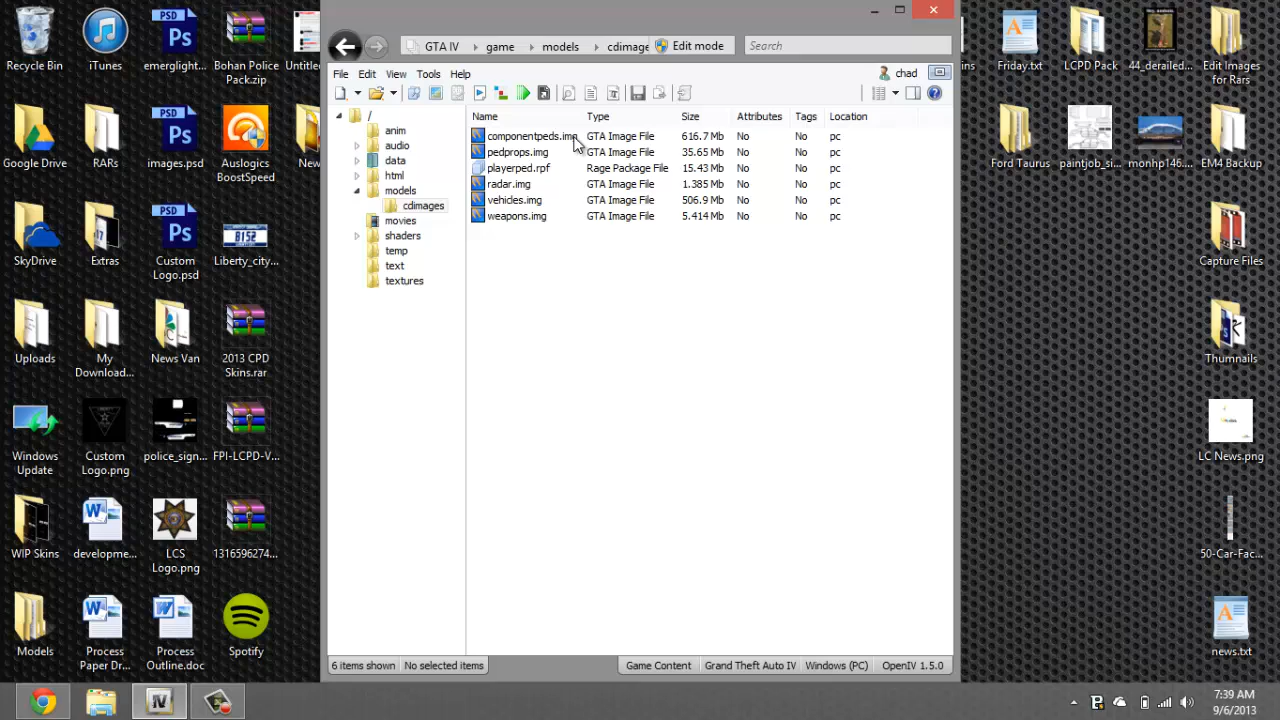 Recycle Bin
iTunes
emerglight...
Bohan Police
Pack.zip
Untitle
Google Drive
RARs
images.psd
Auslogics
BoostSpeed
New
SkyDrive
Extras
Custom
Logo.psd
Liberty_city...
Uploads
My
Download...
News Van
2013 CPD
Skins.rar
Windows
Update
Custom
Logo.png
police_sign...
FPI-LCPD-V...
WIP Skins
developme...
LCS
Logo.png
1316596274...
Models
Process
Paper Dr...
Process
Outline.doc
Spotify
GTA IV
game
models
cdimage
Edit mode
Search
File Edit View Tools Help
chad
/
anim
audio
data
html
models
cdimages
movies
shaders
temp
text
textures
Name Type Size Attributes Tags Location
componentpeds.img GTA Image File 616.7 Mb No No pc
pedprops.img GTA Image File 35.65 Mb No No pc
playerped.rpf Rage Package File 15.43 Mb No No pc
radar.img GTA Image File 1.385 Mb No No pc
vehicles.img GTA Image File 506.9 Mb No No pc
weapons.img GTA Image File 5.414 Mb No No pc
6 items shown No selected items Game Content Grand Theft Auto IV Windows (PC) OpenIV 1.5.0
ins
Friday.txt
LCPD Pack
44_derailed...
Edit Images
for Rars
Ford Taurus
paintjob_si...
monhp146...
EM4 Backup
Capture Files
Thumnails
LC News.png
50-Car-Fac...
news.txt
7:39 AM
9/6/2013